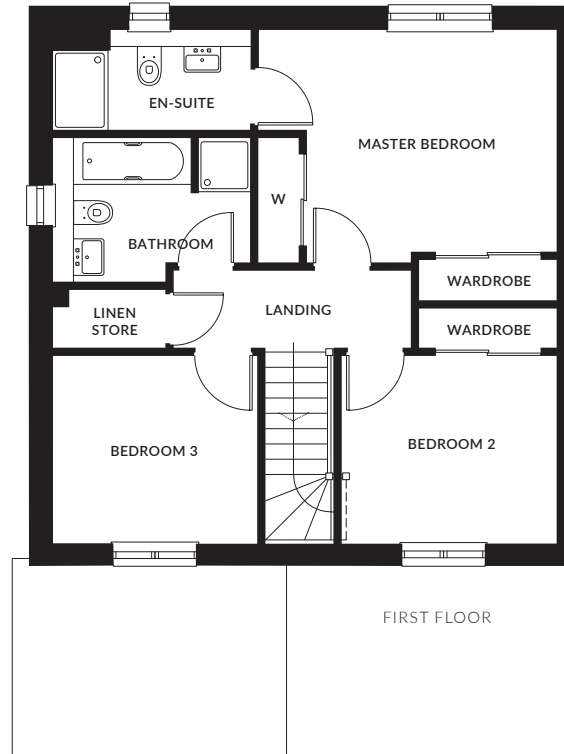 EN-SUITE
MASTER BEDROOM
W
BATHROOM
WARDROBE
LINEN
STORE
LANDING
WARDROBE
BEDROOM 3
BEDROOM 2
FIRST FLOOR